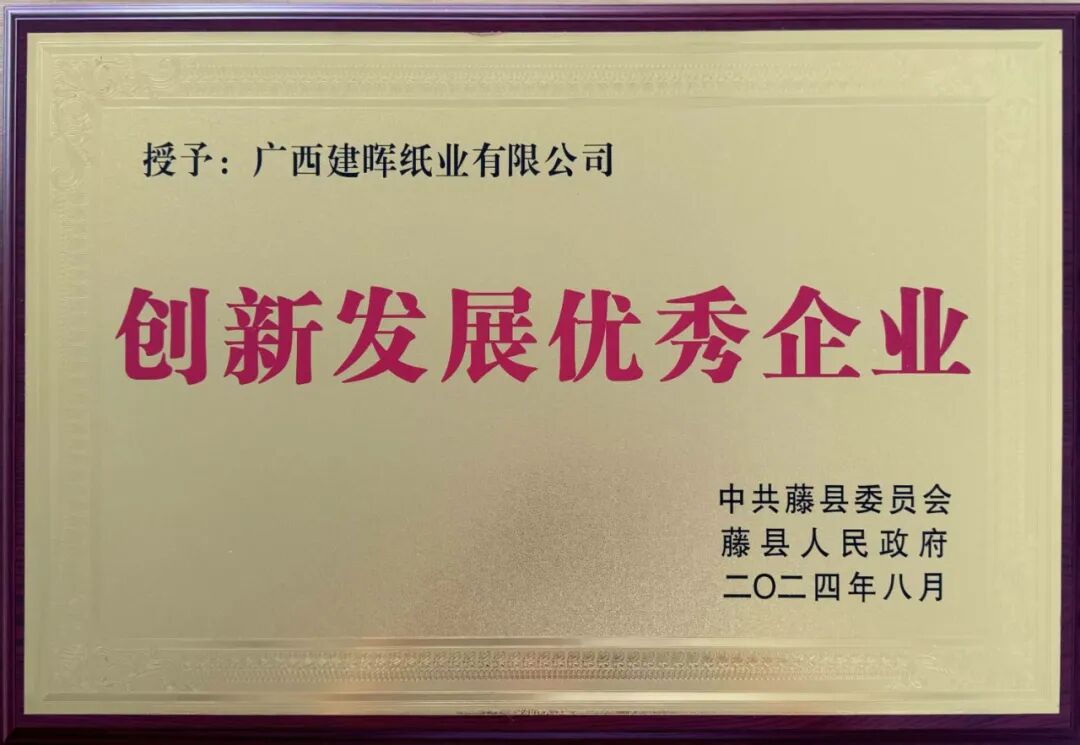 授予：广西建晖纸业有限公司
创新发展优秀企业
中共藤县委员会
藤县人民政府
二〇二四年八月